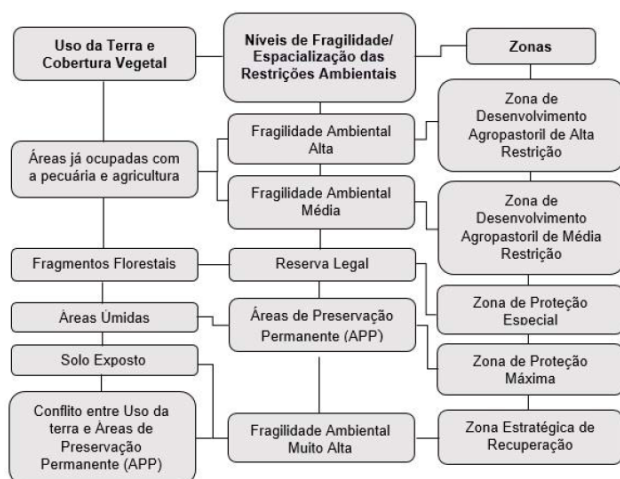 Uso da Terra e
Cobertura Vegetal
Níveis de Fragilidade/
Espacialização das
Restrições Ambientais
Zonas
Áreas já ocupadas com
a pecuária e agricultura
Fragilidade Ambiental
Alta
Zona de
Desenvolvimento
Agropastoril de Alta
Restrição
Fragilidade Ambiental
Média
Zona de
Desenvolvimento
Agropastoril de Média
Restrição
Fragmentos Florestais
Reserva Legal
Zona de Proteção
Especial
Áreas Úmidas
Áreas de Preservação
Permanente (APP)
Zona de Proteção
Máxima
Solo Exposto
Conflito entre Uso da
terra e Áreas de
Preservação
Permanente (APP)
Fragilidade Ambiental
Muito Alta
Zona Estratégica de
Recuperação